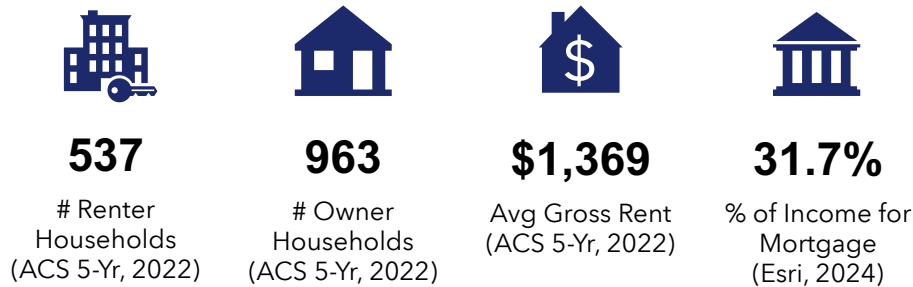 $
537
# Renter
Households
(ACS 5-Yr, 2022)
963
# Owner
Households
(ACS 5-Yr, 2022)
$1,369
Avg Gross Rent
(ACS 5-Yr, 2022)
31.7%
% of Income for
Mortgage
(Esri, 2024)